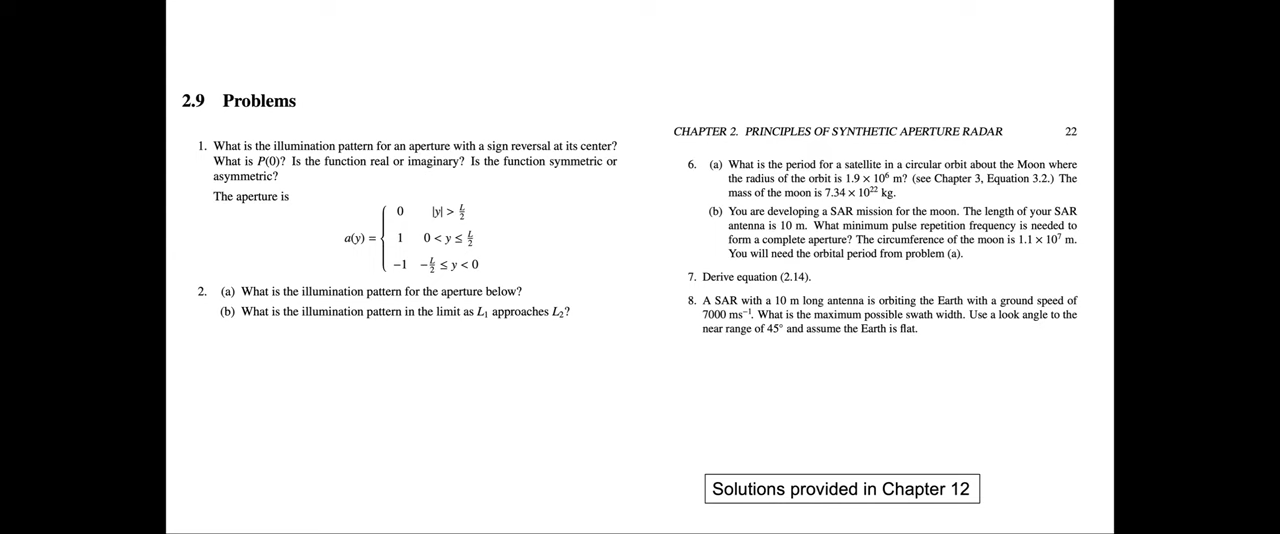 2.9 Problems
1. What is the illumination pattern for an aperture with a sign reversal at its center?
What is P(0)? Is the function real or imaginary? Is the function symmetric or
asymmetric?
The aperture is
a(y) = { 0 |y| > L/2
1 0 < y ≤ L/2
−1 −L/2 ≤ y < 0
2. (a) What is the illumination pattern for the aperture below?
(b) What is the illumination pattern in the limit as L₁ approaches L₂?
CHAPTER 2. PRINCIPLES OF SYNTHETIC APERTURE RADAR 22
6. (a) What is the period for a satellite in a circular orbit about the Moon where
the radius of the orbit is 1.9 × 10⁶ m? (see Chapter 3, Equation 3.2.) The
mass of the moon is 7.34 × 10²² kg.
(b) You are developing a SAR mission for the moon. The length of your SAR
antenna is 10 m. What minimum pulse repetition frequency is needed to
form a complete aperture? The circumference of the moon is 1.1 × 10⁷ m.
You will need the orbital period from problem (a).
7. Derive equation (2.14).
8. A SAR with a 10 m long antenna is orbiting the Earth with a ground speed of
7000 ms⁻¹. What is the maximum possible swath width. Use a look angle to the
near range of 45° and assume the Earth is flat.
Solutions provided in Chapter 12